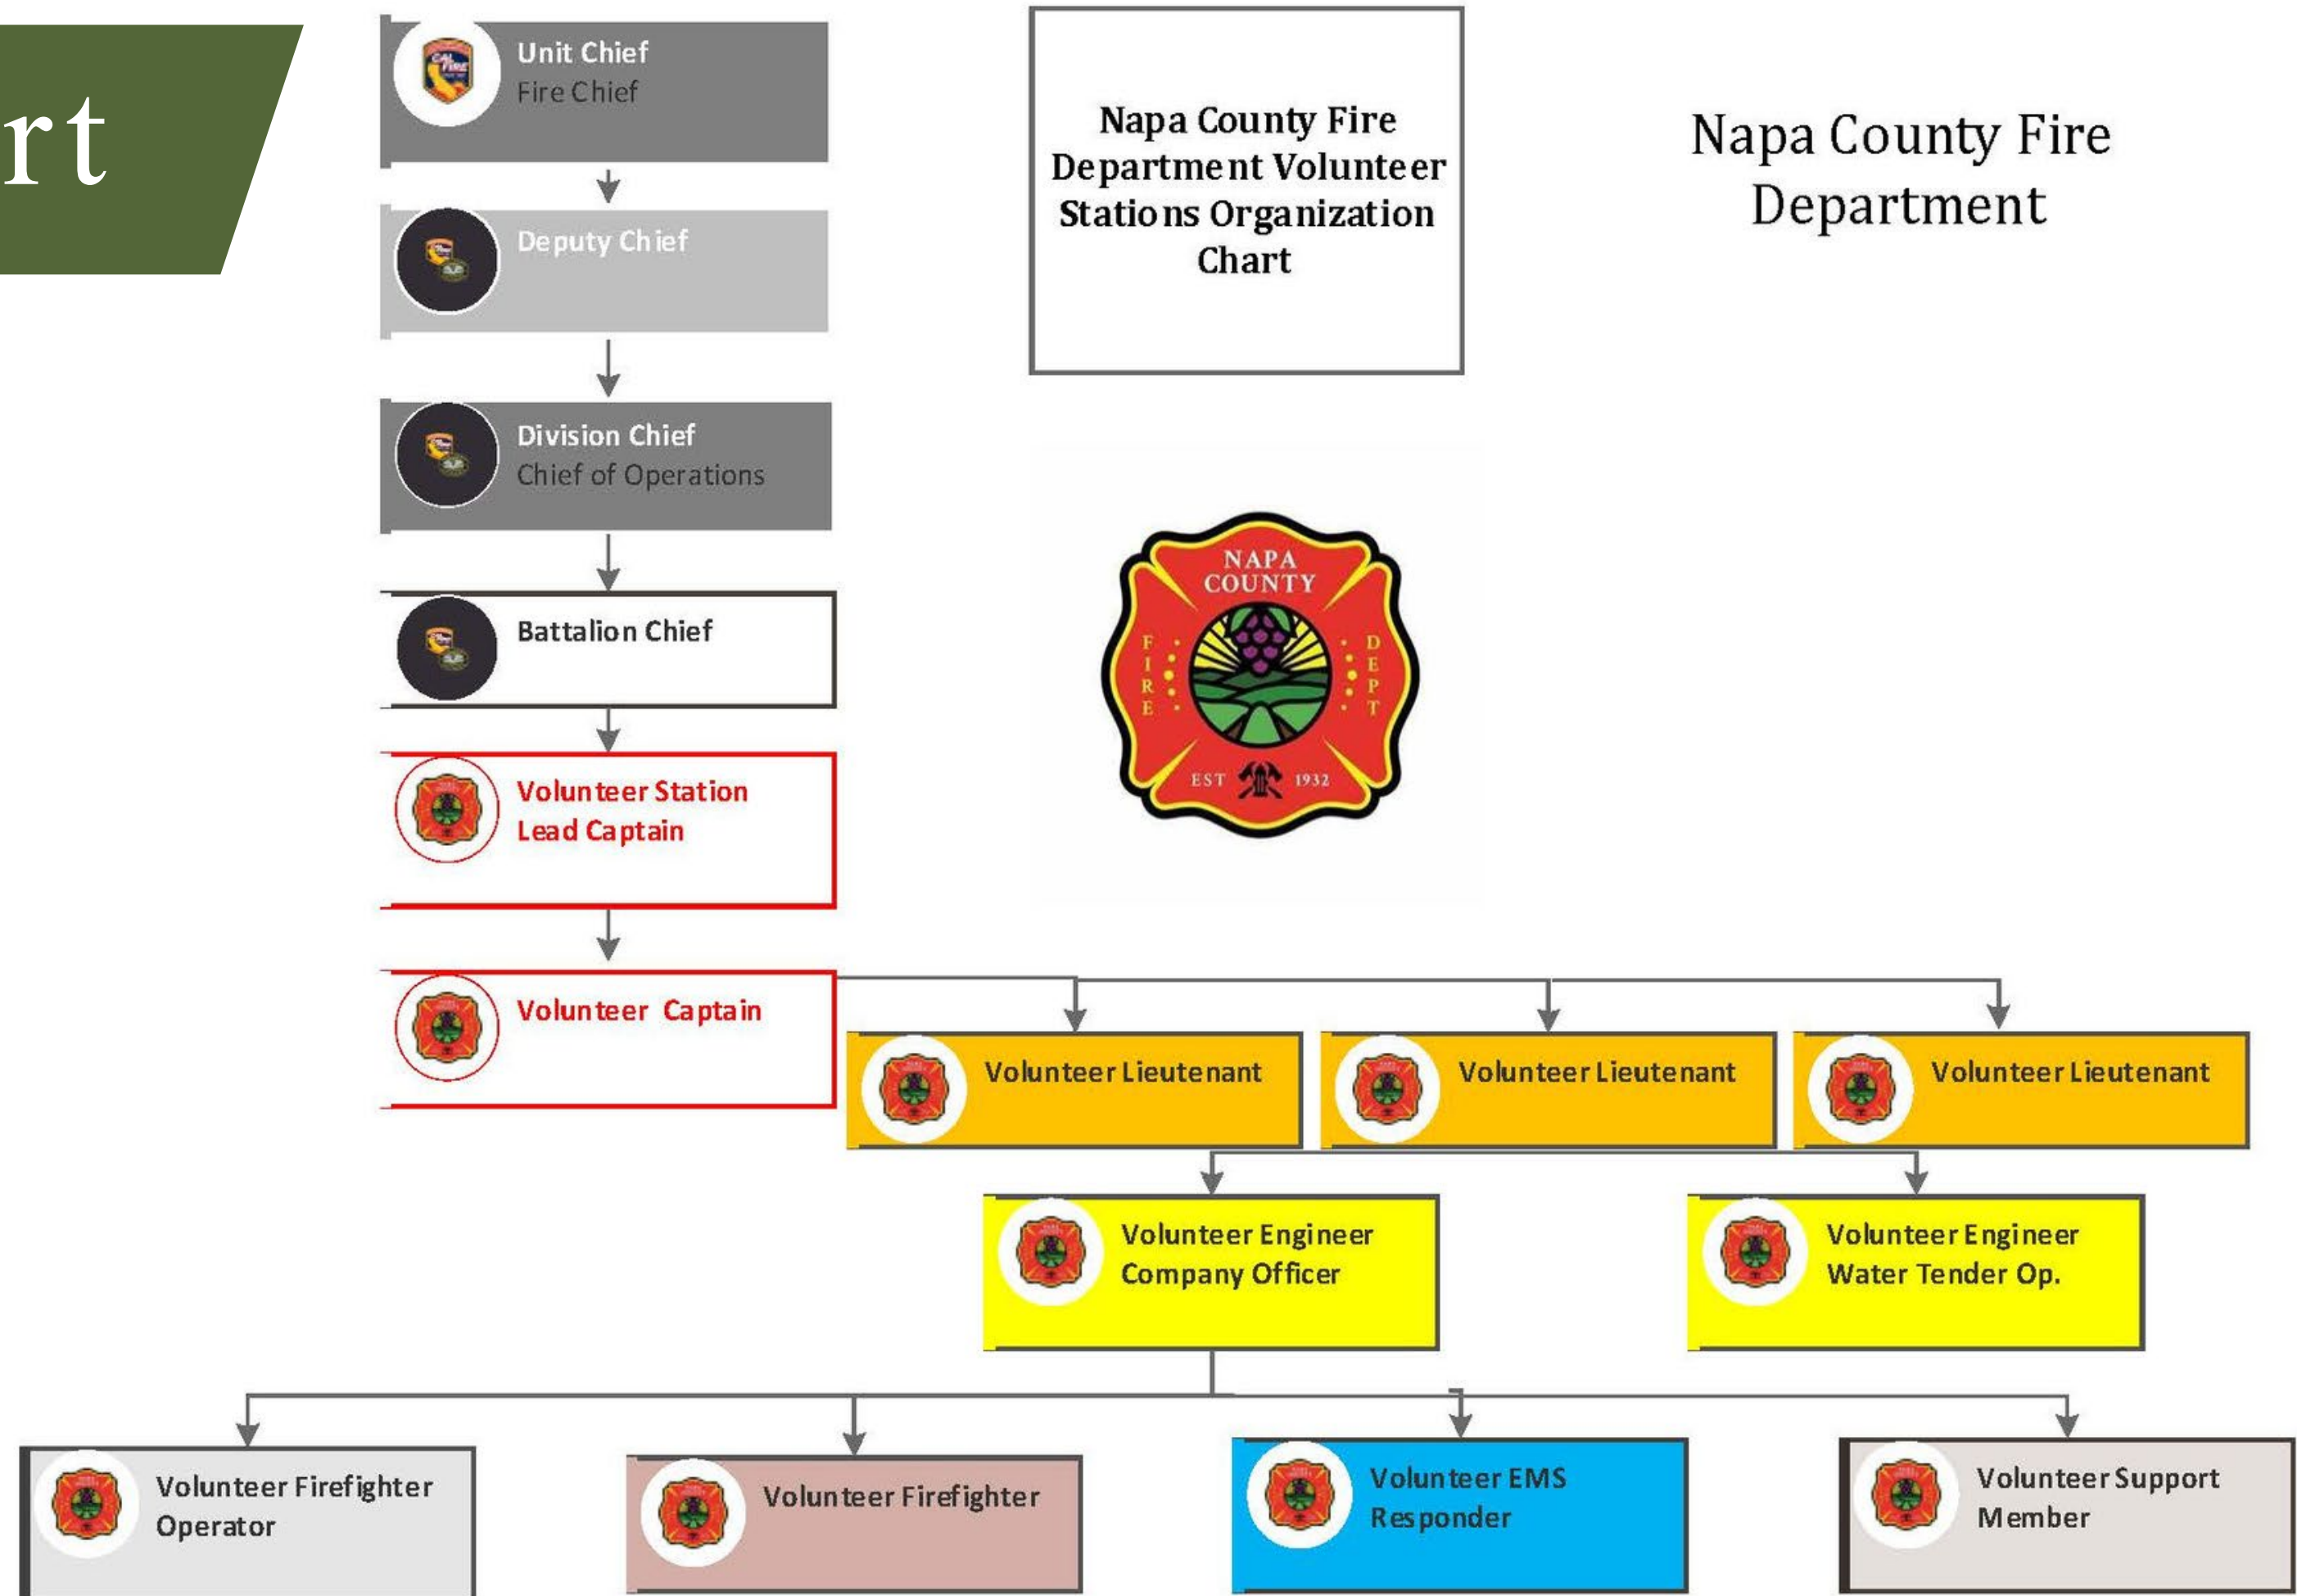 rt
Unit Chief
Fire Chief
Deputy Chief
Division Chief
Chief of Operations
Battalion Chief
Volunteer Station
Lead Captain
Volunteer Captain
Napa County Fire
Department Volunteer
Stations Organization
Chart
Napa County Fire
Department
NAPA
COUNTY
FIRE
DEPT
EST 1932
Volunteer Lieutenant
Volunteer Lieutenant
Volunteer Lieutenant
Volunteer Engineer
Company Officer
Volunteer Engineer
Water Tender Op.
Volunteer Firefighter
Operator
Volunteer Firefighter
Volunteer EMS
Responder
Volunteer Support
Member